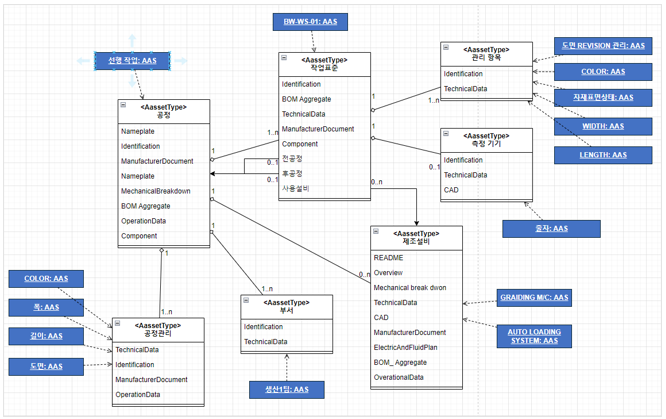 BW-WS-01: AAS
선행 작업: AAS
<AassetType>
공정
Nameplate
Identification
ManufacturerDocument
Nameplate
MechanicalBreakdown
BOM Aggregate
OperationData
Component
<AassetType>
작업표준
Identification
BOM Aggregate
TechnicalData
ManufacturerDocument
Component
전공정
후공정
사용설비
<AassetType>
관리 항목
Identification
TechnicalData
도면 REVISION 관리: AAS
COLOR: AAS
자재표면상태: AAS
WIDTH: AAS
LENGTH: AAS
<AassetType>
측정 기기
Identification
TechnicalData
CAD
줄자: AAS
<AassetType>
제조설비
README
Overview
Mechanical break dwon
TechnicalData
CAD
ManufacturerDocument
ElectricAndFluidPlan
BOM_ Aggregate
OverationalData
GRAIDING M/C: AAS
AUTO LOADING
SYSTEM: AAS
<AassetType>
공정관리
TechnicalData
Identification
ManufacturerDocument
OperationData
COLOR: AAS
폭: AAS
길이: AAS
도면: AAS
<AassetType>
부서
Identification
TechnicalData
생산1팀: AAS
1
1..n
1
1..n
1
0..1
1
0..1
0..1
0..n
1
0..n
1
1..n
1
1..n